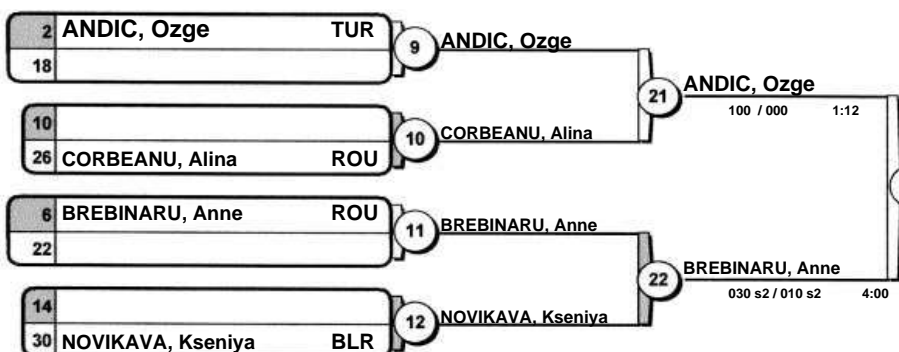 2 ANDIC, Ozge TUR
18
9 ANDIC, Ozge
21 ANDIC, Ozge
100 / 000 1:12
10
26 CORBEANU, Alina ROU
10 CORBEANU, Alina
6 BREBINARU, Anne ROU
22
11 BREBINARU, Anne
22 BREBINARU, Anne
030 s2 / 010 s2 4:00
14
30 NOVIKAVA, Kseniya BLR
12 NOVIKAVA, Kseniya